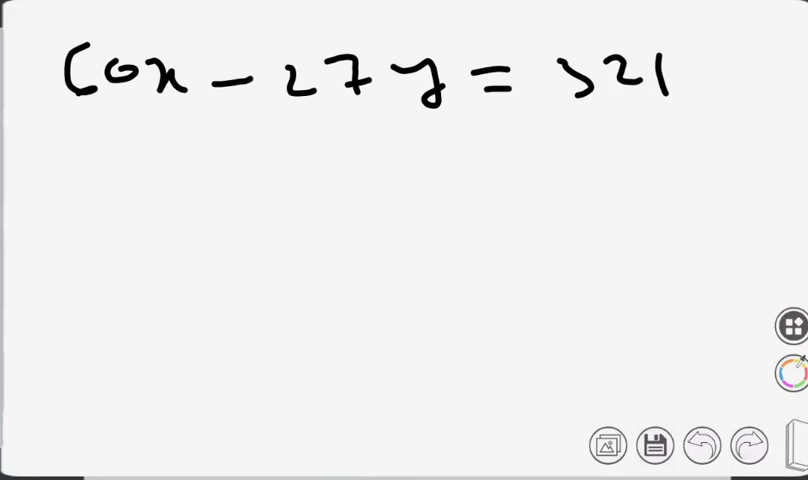 60x - 27y = 321